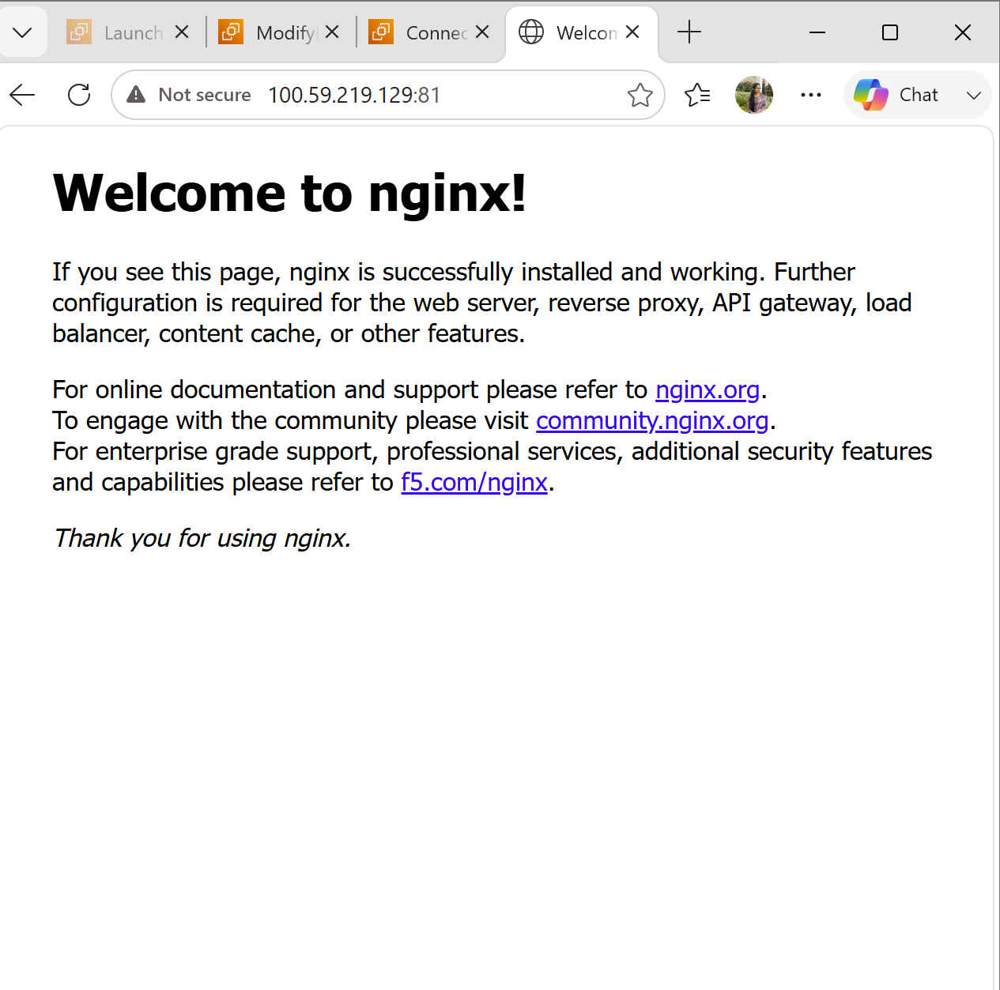 Launch
Modify
Connec
Welcom
Not secure
100.59.219.129:81
Chat
Welcome to nginx!
If you see this page, nginx is successfully installed and working. Further
configuration is required for the web server, reverse proxy, API gateway, load
balancer, content cache, or other features.
For online documentation and support please refer to nginx.org.
To engage with the community please visit community.nginx.org.
For enterprise grade support, professional services, additional security features
and capabilities please refer to f5.com/nginx.
Thank you for using nginx.